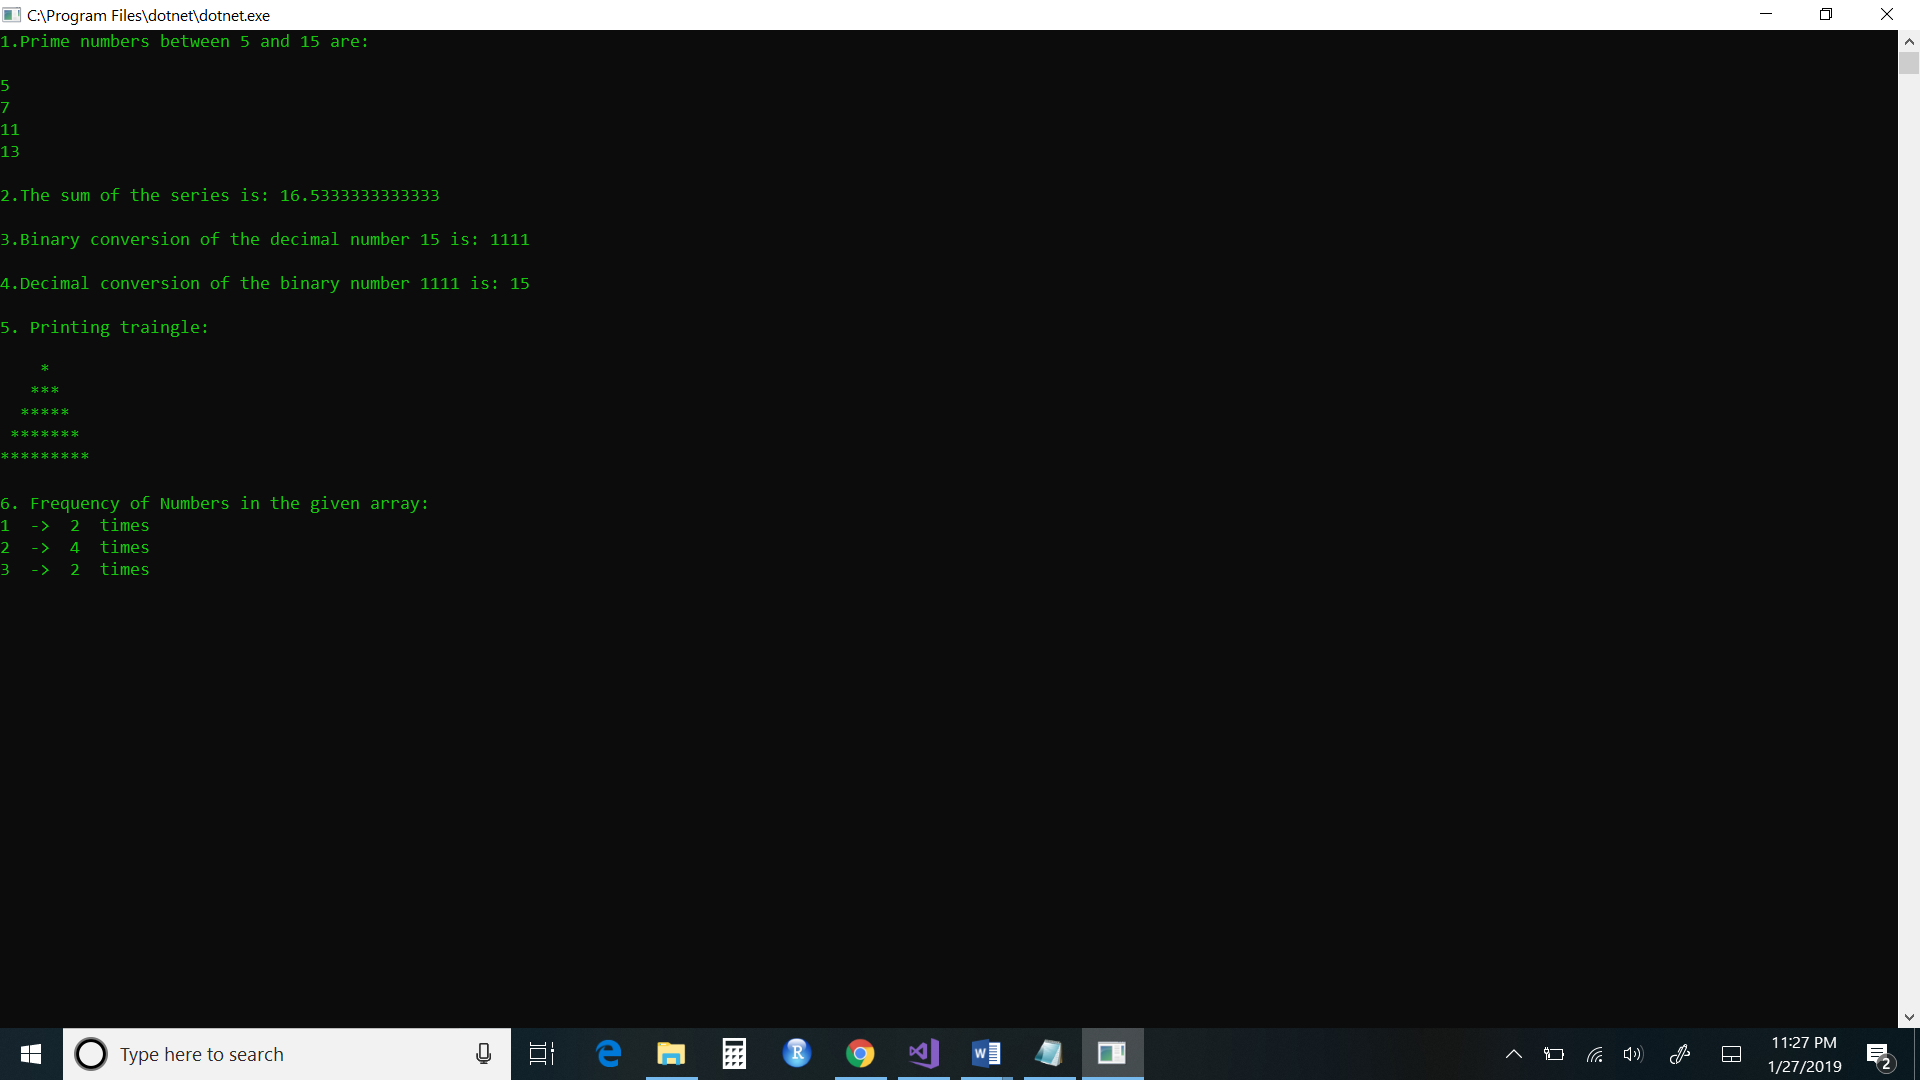 C:\Program Files\dotnet\dotnet.exe
1.Prime numbers between 5 and 15 are:
5
7
11
13
2.The sum of the series is: 16.5333333333333
3.Binary conversion of the decimal number 15 is: 1111
4.Decimal conversion of the binary number 1111 is: 15
5. Printing traingle:
    *
   ***
  *****
 *******
*********
6. Frequency of Numbers in the given array:
1  ->  2  times
2  ->  4  times
3  ->  2  times
Type here to search
11:27 PM
1/27/2019
2